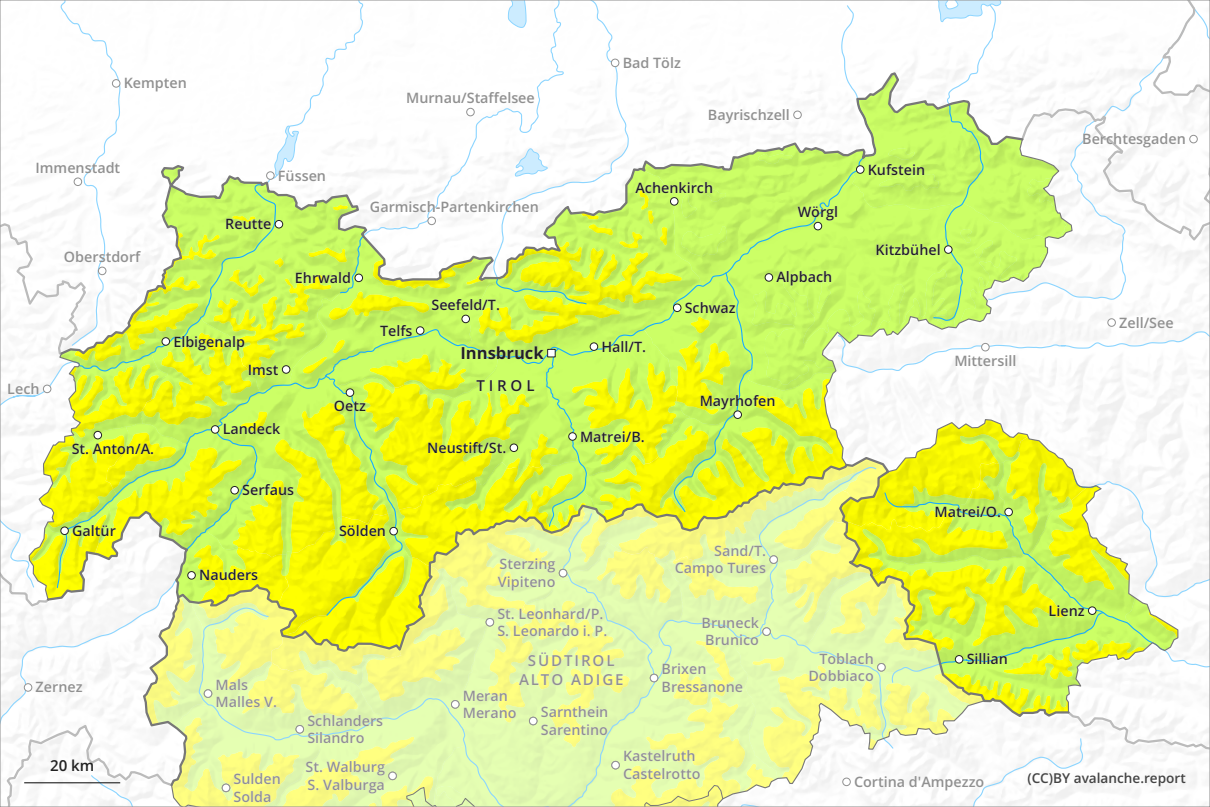 Kempten
Bad Tölz
Murnau/Staffelsee
Bayrischzell
Berchtesgaden
Immenstadt
Füssen
Kufstein
Achenkirch
Garmisch-Partenkirchen
Reutte
Wörgl
Oberstdorf
Ehrwald
Kitzbühel
Alpbach
Seefeld/T.
Schwaz
Telfs
Zell/See
Elbigenalp
Innsbruck
Hall/T.
Mittersill
Imst
TIROL
Lech
Oetz
Mayrhofen
Landeck
Matrei/B.
St. Anton/A.
Neustift/St.
Serfaus
Matrei/O.
Galtür
Sölden
Sand/T.
Campo Tures
Sterzing
Vipiteno
Nauders
St. Leonhard/P.
S. Leonardo i. P.
Lienz
Bruneck
Brunico
SÜDTIROL
ALTO ADIGE
Sillian
Toblach
Dobbiaco
Zernez
Mals
Malles V.
Brixen
Bressanone
Meran
Merano
Sarnthein
Sarentino
Schlanders
Silandro
Kastelruth
Castelrotto
St. Walburg
S. Valburga
20 km
Sulden
Solda
Cortina d'Ampezzo
(CC)BY avalanche.report